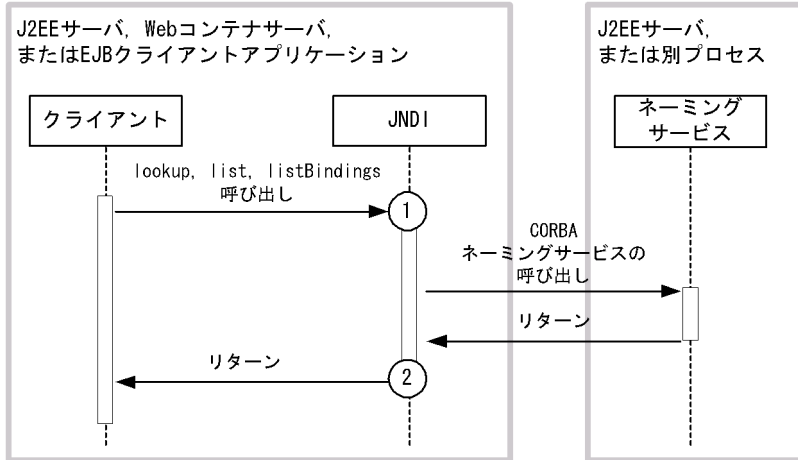 J2EEサーバ, Webコンテナサーバ,
またはEJBクライアントアプリケーション
J2EEサーバ,
または別プロセス
クライアント
JNDI
ネーミング
サービス
lookup, list, listBindings
呼び出し
1
CORBA
ネーミングサービスの
呼び出し
リターン
リターン
2